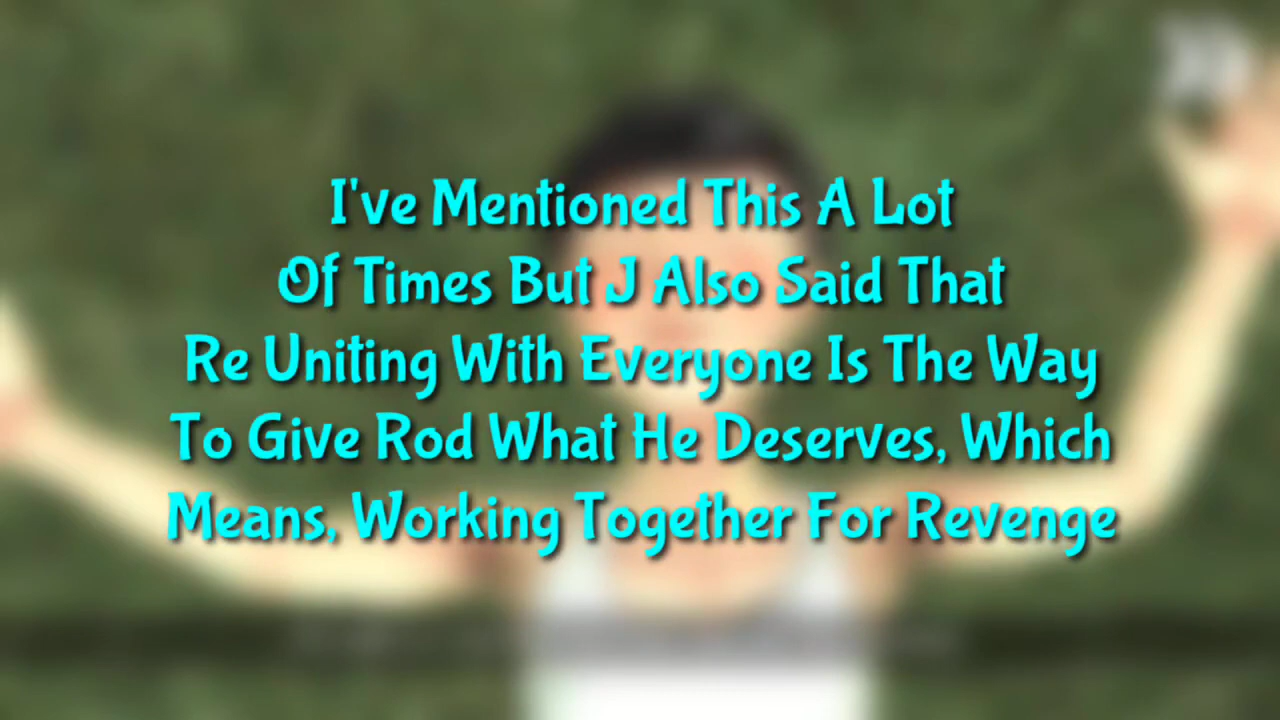 I've Mentioned This A Lot
Of Times But J Also Said That
Re Uniting With Everyone Is The Way
To Give Rod What He Deserves, Which
Means, Working Together For Revenge